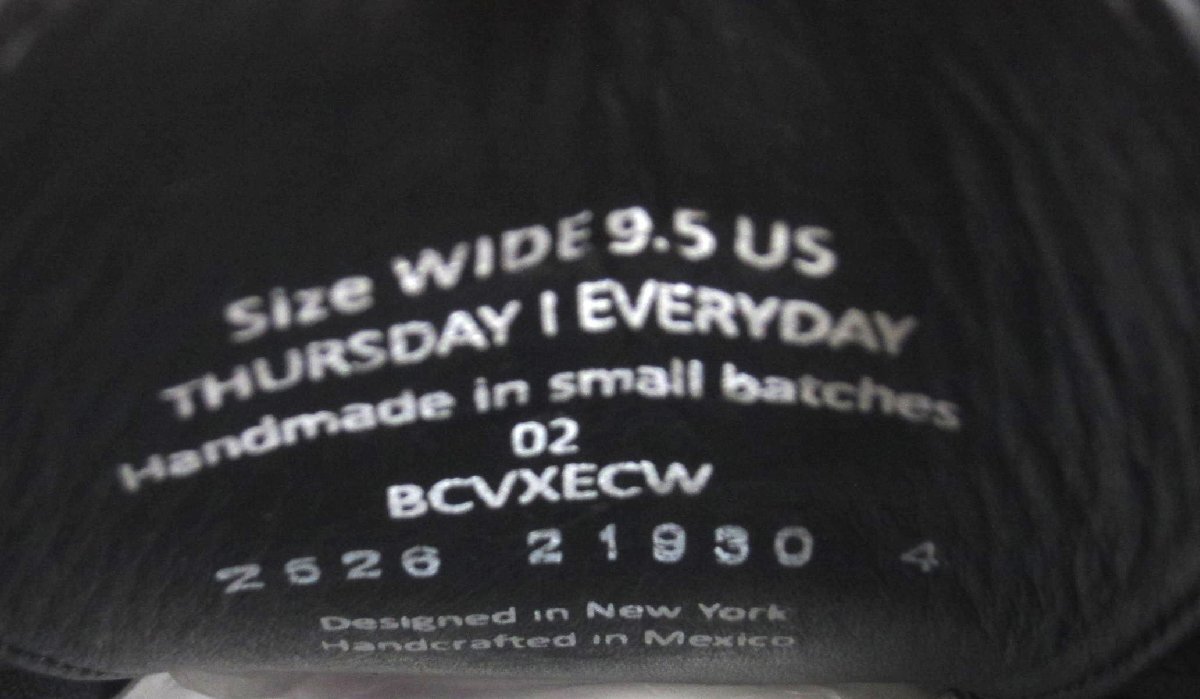 Size WIDE 9.5 US
THURSDAY | EVERYDAY
Handmade in small batches
02
BCVXECW
2526 21930 4
Designed in New York
Handcrafted in Mexico